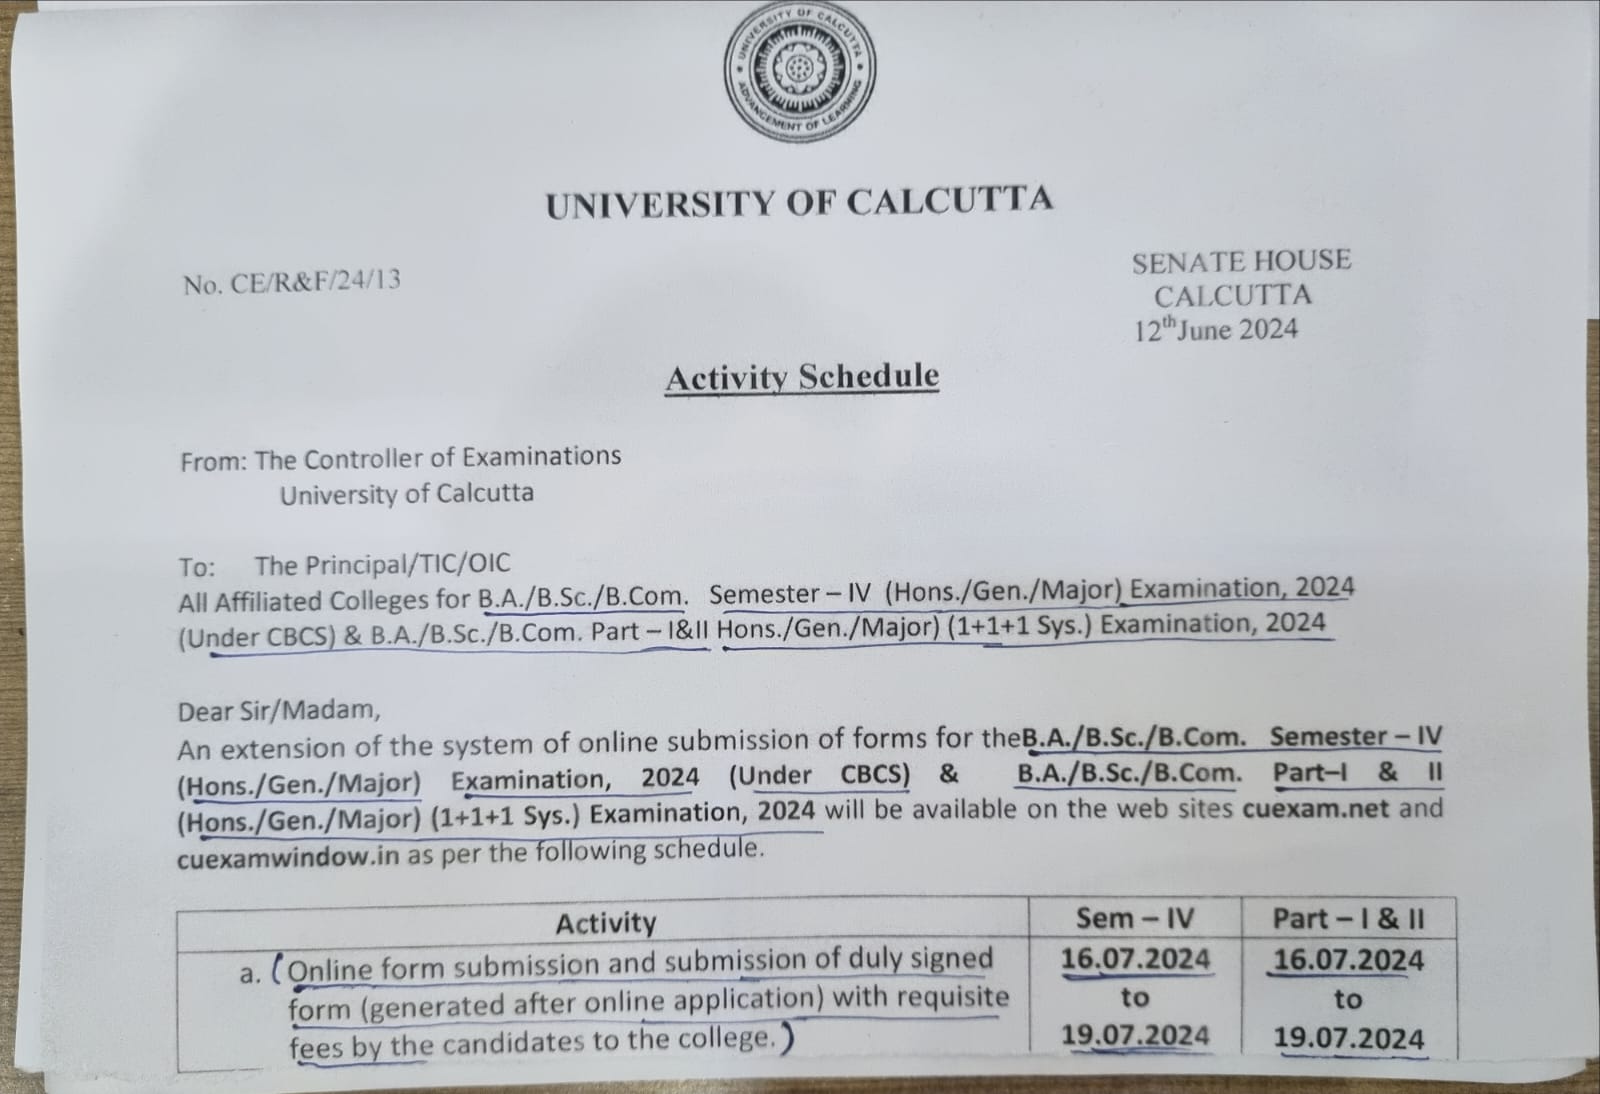 UNIVERSITY OF CALCUTTA
ADVANCEMENT OF LEARNING
UNIVERSITY OF CALCUTTA
No. CE/R&F/24/13
SENATE HOUSE
CALCUTTA
12th June 2024
Activity Schedule
From: The Controller of Examinations
University of Calcutta
To: The Principal/TIC/OIC
All Affiliated Colleges for B.A./B.Sc./B.Com. Semester – IV (Hons./Gen./Major) Examination, 2024
(Under CBCS) & B.A./B.Sc./B.Com. Part – I&II Hons./Gen./Major) (1+1+1 Sys.) Examination, 2024
Dear Sir/Madam,
An extension of the system of online submission of forms for theB.A./B.Sc./B.Com. Semester – IV
(Hons./Gen./Major) Examination, 2024 (Under CBCS) & B.A./B.Sc./B.Com. Part–I & II
(Hons./Gen./Major) (1+1+1 Sys.) Examination, 2024 will be available on the web sites cuexam.net and
cuexamwindow.in as per the following schedule.
Activity
Sem – IV
Part – I & II
a. (Online form submission and submission of duly signed
form (generated after online application) with requisite
fees by the candidates to the college.)
16.07.2024
to
19.07.2024
16.07.2024
to
19.07.2024